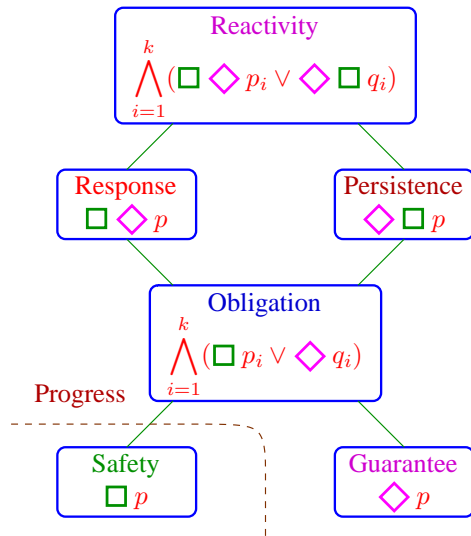 Reactivity
k
⋀(□ ◇ pᵢ ∨ ◇ □ qᵢ)
i=1
Response
□ ◇ p
Persistence
◇ □ p
Obligation
k
⋀(□ pᵢ ∨ ◇ qᵢ)
i=1
Progress
Safety
□ p
Guarantee
◇ p